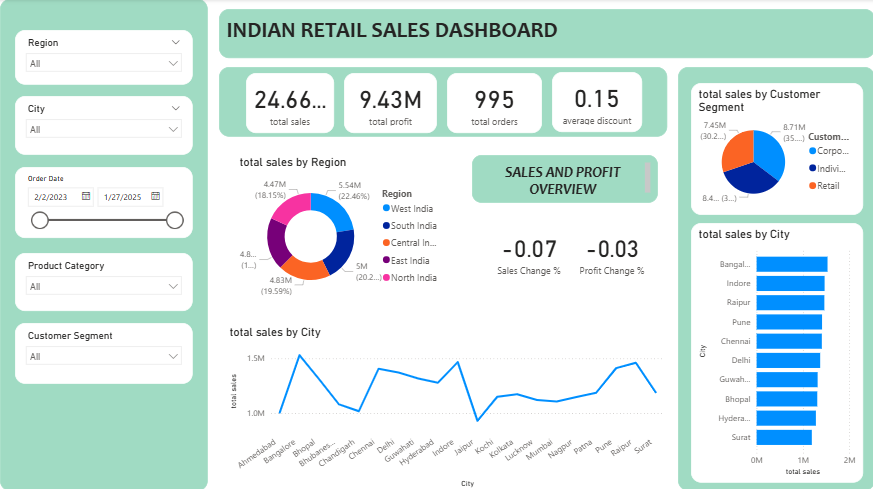 INDIAN RETAIL SALES DASHBOARD
Region
All
City
All
Order Date
2/2/2023
1/27/2025
Product Category
All
Customer Segment
All
24.66...
total sales
9.43M
total profit
995
total orders
0.15
average discount
total sales by Region
4.47M
(18.15%)
5.54M
(22.46%)
4.8...
(1...)
4.83M
(19.59%)
5M
(20.2...)
Region
West India
South India
Central In...
East India
North India
SALES AND PROFIT
OVERVIEW
-0.07
Sales Change %
-0.03
Profit Change %
total sales by City
total sales
1.5M
1.0M
Ahmedabad
Bangalore
Bhopal
Bhubanes...
Chandigarh
Chennai
Delhi
Guwahati
Hyderabad
Indore
Jaipur
Kochi
Kolkata
Lucknow
Mumbai
Nagpur
Patna
Pune
Raipur
Surat
City
total sales by Customer
Segment
7.45M
(30.2...)
8.71M
(35....)
8.4... (3...)
Custom...
Corpo...
Indivi...
Retail
total sales by City
City
Bangal...
Indore
Raipur
Pune
Chennai
Delhi
Guwah...
Bhopal
Hydera...
Surat
0M
1M
2M
total sales